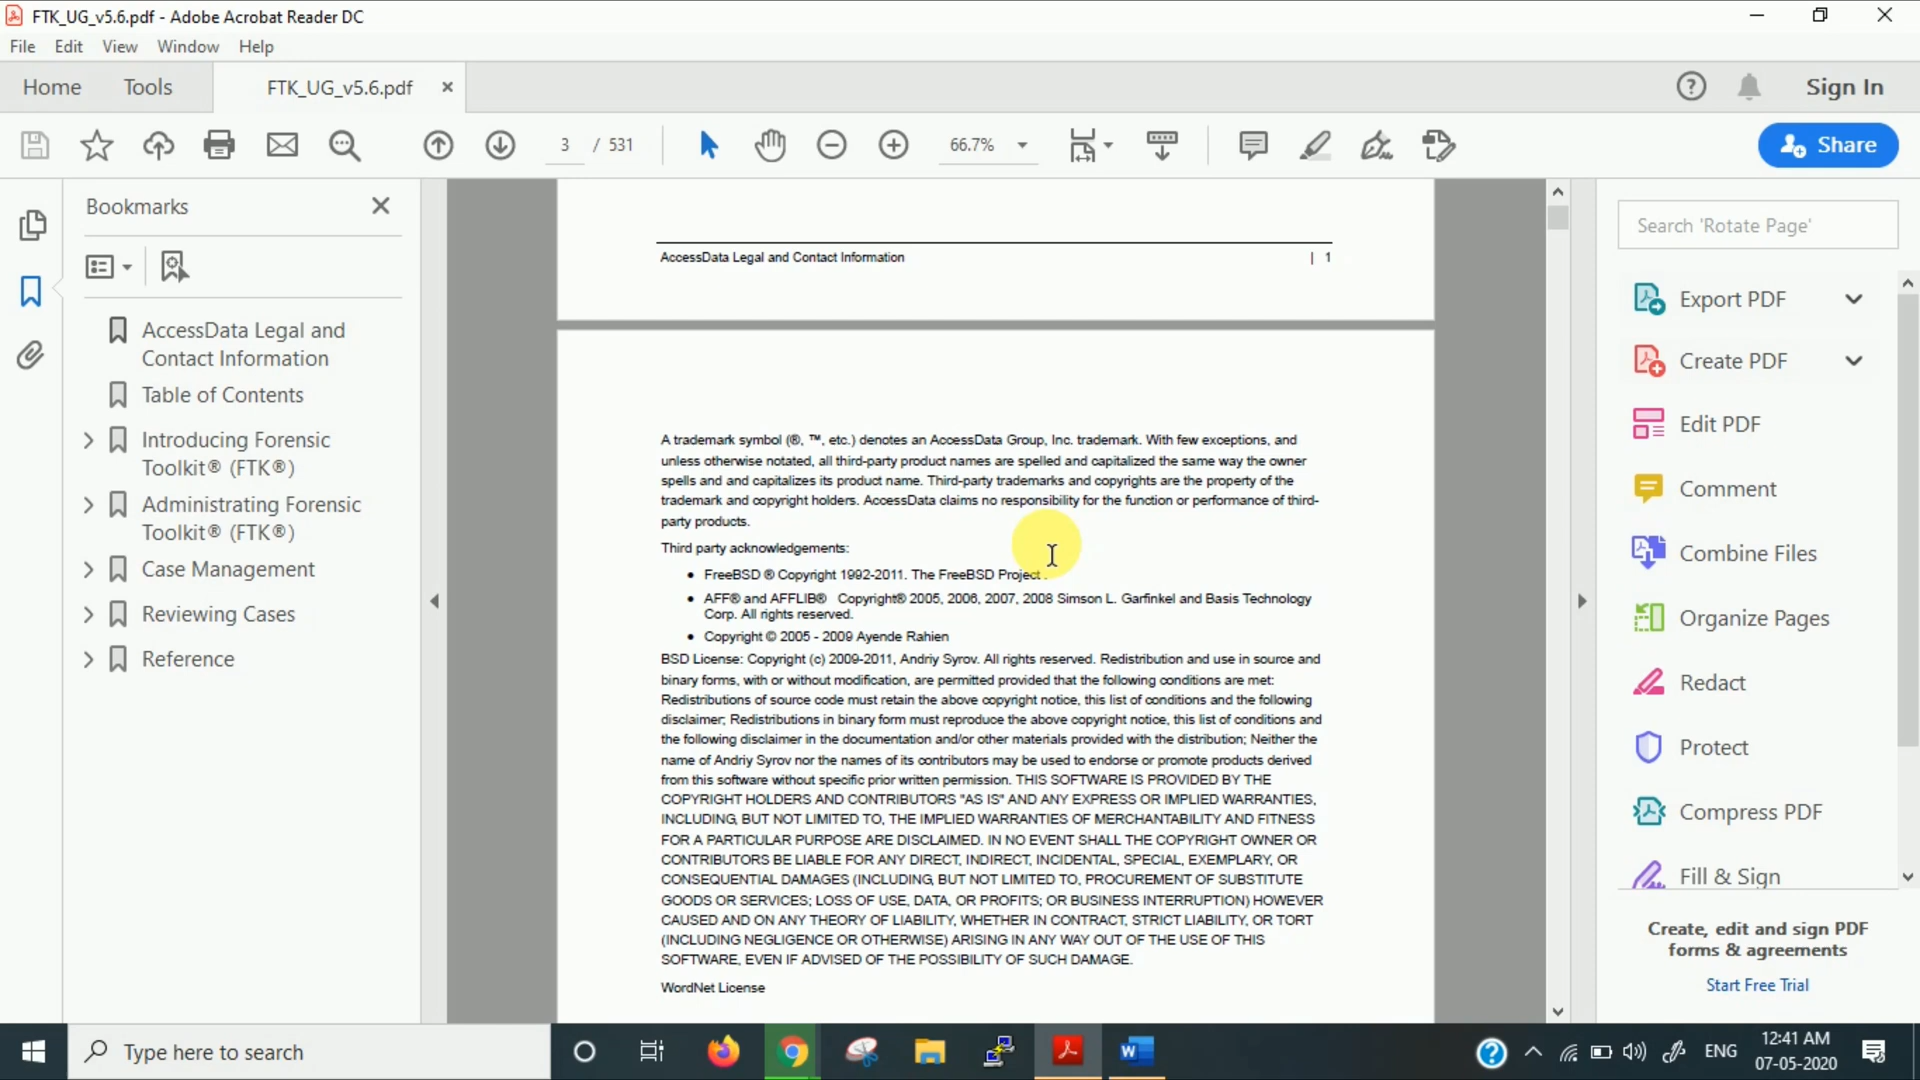 FTK_UG_v5.6.pdf - Adobe Acrobat Reader DC
File Edit View Window Help
Home Tools FTK_UG_v5.6.pdf Sign In
3 / 531 66.7% Share
Bookmarks
AccessData Legal and
Contact Information
Table of Contents
Introducing Forensic
Toolkit® (FTK®)
Administrating Forensic
Toolkit® (FTK®)
Case Management
Reviewing Cases
Reference
AccessData Legal and Contact Information | 1
A trademark symbol (®, ™, etc.) denotes an AccessData Group, Inc. trademark. With few exceptions, and
unless otherwise notated, all third-party product names are spelled and capitalized the same way the owner
spells and and capitalizes its product name. Third-party trademarks and copyrights are the property of the
trademark and copyright holders. AccessData claims no responsibility for the function or performance of third-
party products.
Third party acknowledgements:
• FreeBSD ® Copyright 1992-2011. The FreeBSD Project .
• AFF® and AFFLIB® Copyright® 2005, 2006, 2007, 2008 Simson L. Garfinkel and Basis Technology
Corp. All rights reserved.
• Copyright © 2005 - 2009 Ayende Rahien
BSD License: Copyright (c) 2009-2011, Andriy Syrov. All rights reserved. Redistribution and use in source and
binary forms, with or without modification, are permitted provided that the following conditions are met:
Redistributions of source code must retain the above copyright notice, this list of conditions and the following
disclaimer; Redistributions in binary form must reproduce the above copyright notice, this list of conditions and
the following disclaimer in the documentation and/or other materials provided with the distribution; Neither the
name of Andriy Syrov nor the names of its contributors may be used to endorse or promote products derived
from this software without specific prior written permission. THIS SOFTWARE IS PROVIDED BY THE
COPYRIGHT HOLDERS AND CONTRIBUTORS "AS IS" AND ANY EXPRESS OR IMPLIED WARRANTIES,
INCLUDING, BUT NOT LIMITED TO, THE IMPLIED WARRANTIES OF MERCHANTABILITY AND FITNESS
FOR A PARTICULAR PURPOSE ARE DISCLAIMED. IN NO EVENT SHALL THE COPYRIGHT OWNER OR
CONTRIBUTORS BE LIABLE FOR ANY DIRECT, INDIRECT, INCIDENTAL, SPECIAL, EXEMPLARY, OR
CONSEQUENTIAL DAMAGES (INCLUDING, BUT NOT LIMITED TO, PROCUREMENT OF SUBSTITUTE
GOODS OR SERVICES; LOSS OF USE, DATA, OR PROFITS; OR BUSINESS INTERRUPTION) HOWEVER
CAUSED AND ON ANY THEORY OF LIABILITY, WHETHER IN CONTRACT, STRICT LIABILITY, OR TORT
(INCLUDING NEGLIGENCE OR OTHERWISE) ARISING IN ANY WAY OUT OF THE USE OF THIS
SOFTWARE, EVEN IF ADVISED OF THE POSSIBILITY OF SUCH DAMAGE.
WordNet License
Search 'Rotate Page'
Export PDF
Create PDF
Edit PDF
Comment
Combine Files
Organize Pages
Redact
Protect
Compress PDF
Fill & Sign
Create, edit and sign PDF
forms & agreements
Start Free Trial
Type here to search
ENG
12:41 AM
07-05-2020